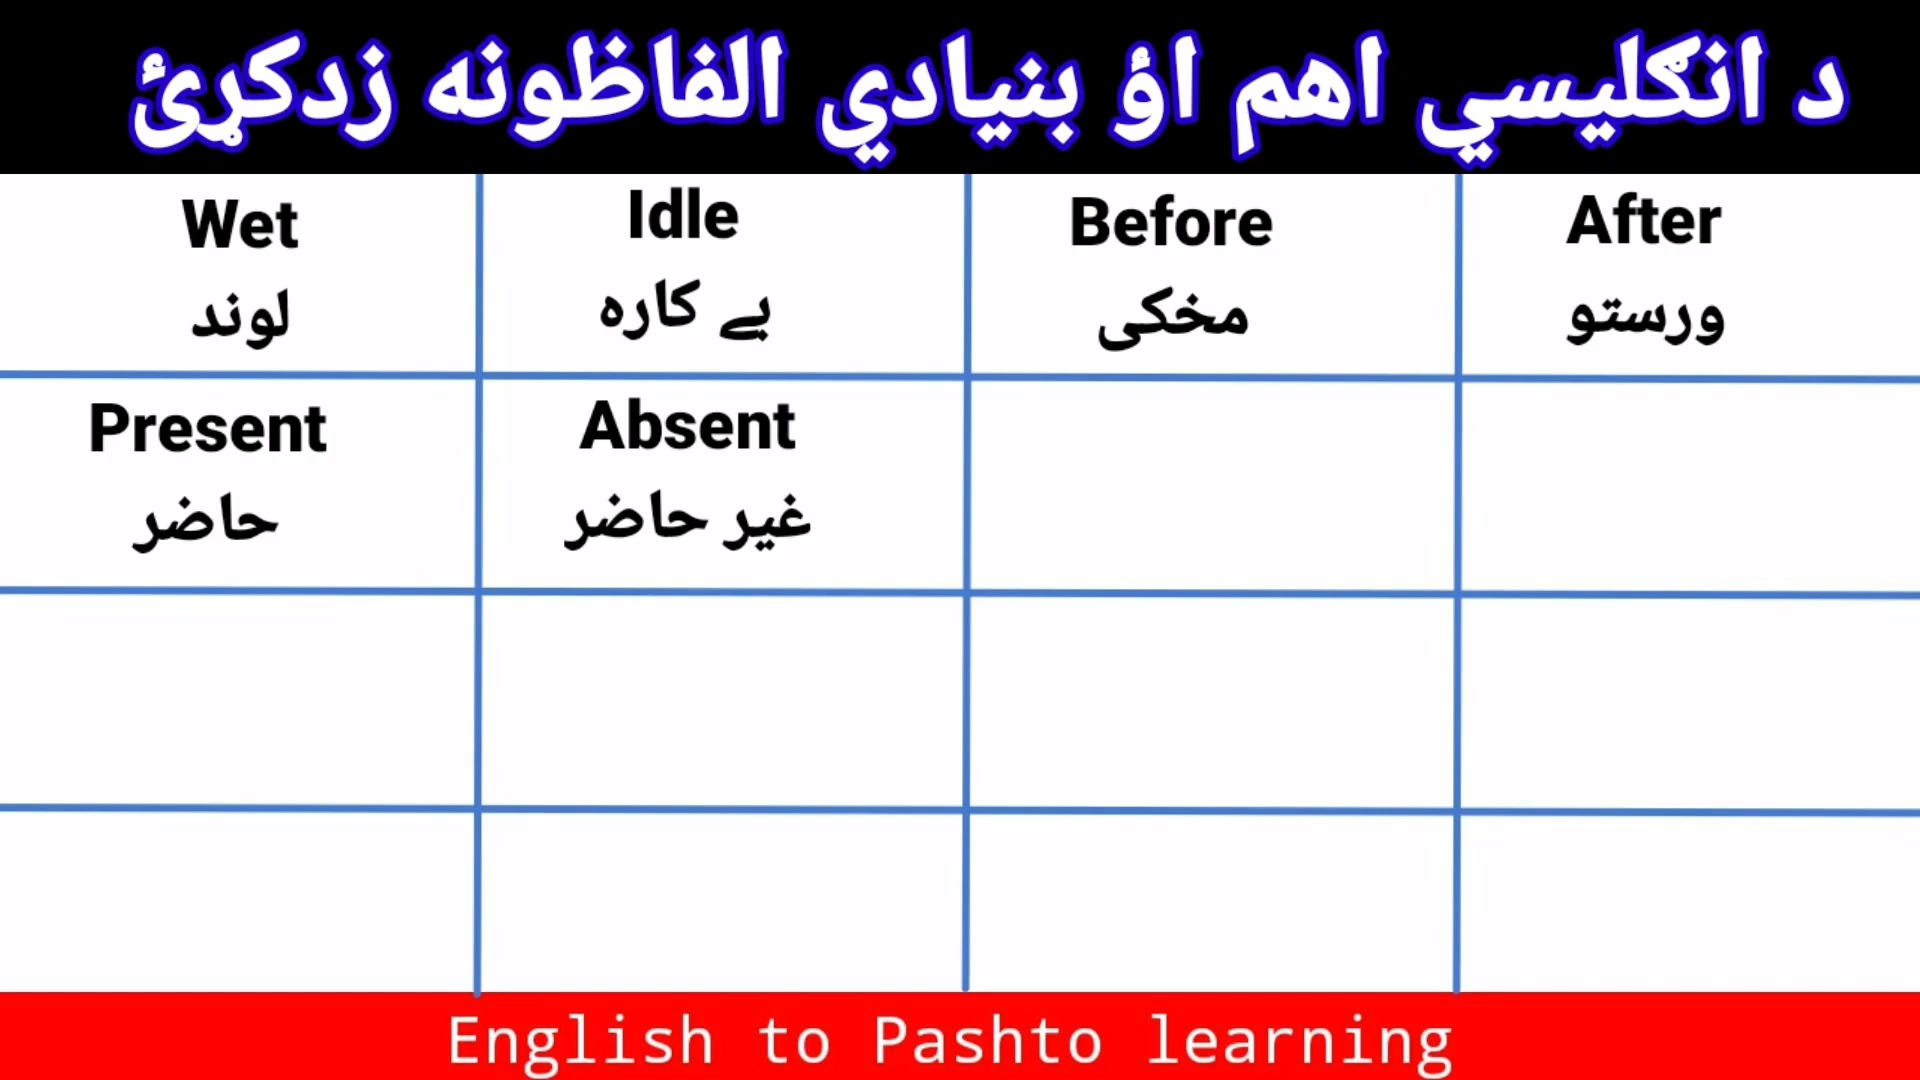 د انګلیسي اهم اؤ بنیادي الفاظونه زدکړئ
Wet
لوند
Idle
بے کاره
Before
مخکی
After
ورستو
Present
حاضر
Absent
غیر حاضر
English to Pashto learning